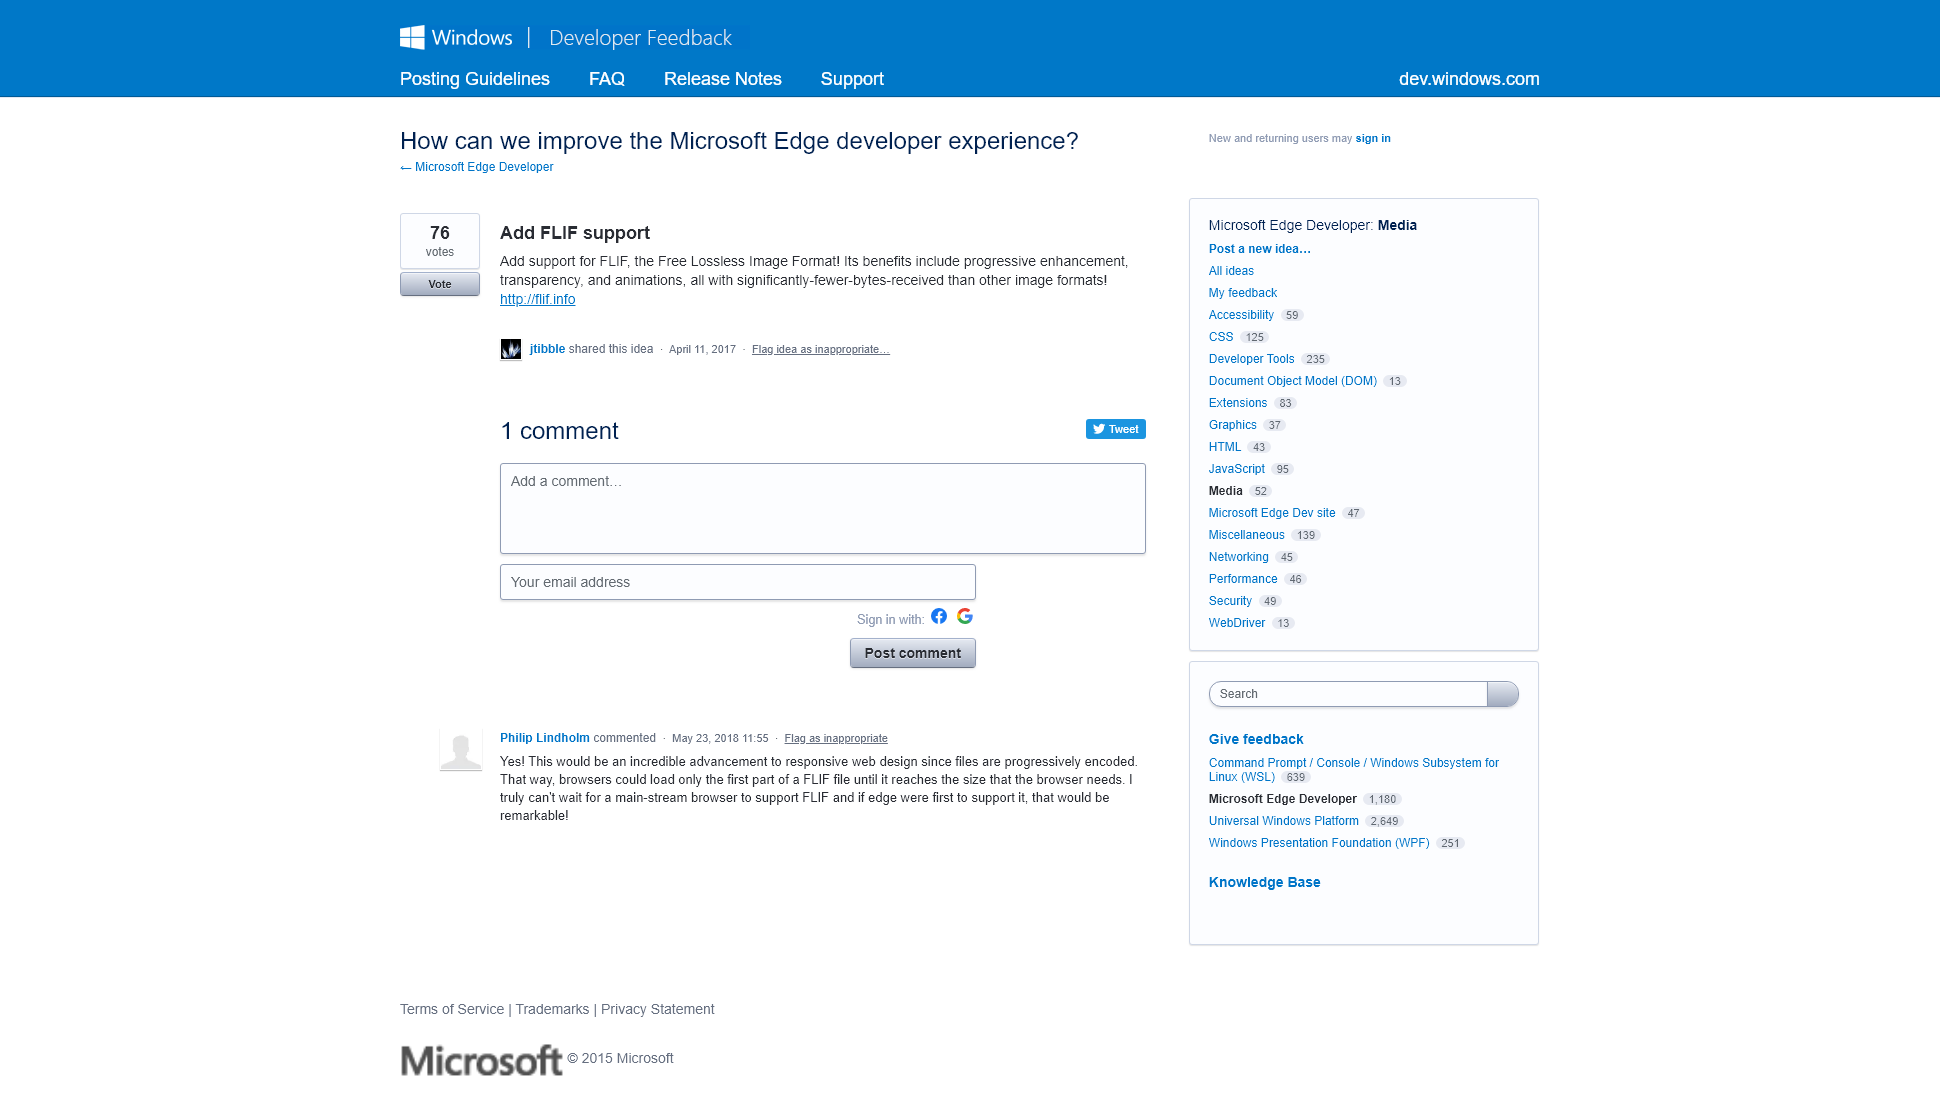 Windows | Developer Feedback
Posting Guidelines FAQ Release Notes Support dev.windows.com
How can we improve the Microsoft Edge developer experience?
New and returning users may sign in
← Microsoft Edge Developer
76
votes
Vote
Add FLIF support
Add support for FLIF, the Free Lossless Image Format! Its benefits include progressive enhancement,
transparency, and animations, all with significantly-fewer-bytes-received than other image formats!
http://flif.info
jtibble shared this idea · April 11, 2017 · Flag idea as inappropriate…
1 comment
Tweet
Add a comment…
Your email address
Sign in with:
Post comment
Philip Lindholm commented · May 23, 2018 11:55 · Flag as inappropriate
Yes! This would be an incredible advancement to responsive web design since files are progressively encoded.
That way, browsers could load only the first part of a FLIF file until it reaches the size that the browser needs. I
truly can't wait for a main-stream browser to support FLIF and if edge were first to support it, that would be
remarkable!
Microsoft Edge Developer: Media
Post a new idea…
All ideas
My feedback
Accessibility 59
CSS 125
Developer Tools 235
Document Object Model (DOM) 13
Extensions 83
Graphics 37
HTML 43
JavaScript 95
Media 52
Microsoft Edge Dev site 47
Miscellaneous 139
Networking 45
Performance 46
Security 49
WebDriver 13
Search
Give feedback
Command Prompt / Console / Windows Subsystem for
Linux (WSL) 639
Microsoft Edge Developer 1,180
Universal Windows Platform 2,649
Windows Presentation Foundation (WPF) 251
Knowledge Base
Terms of Service | Trademarks | Privacy Statement
Microsoft © 2015 Microsoft